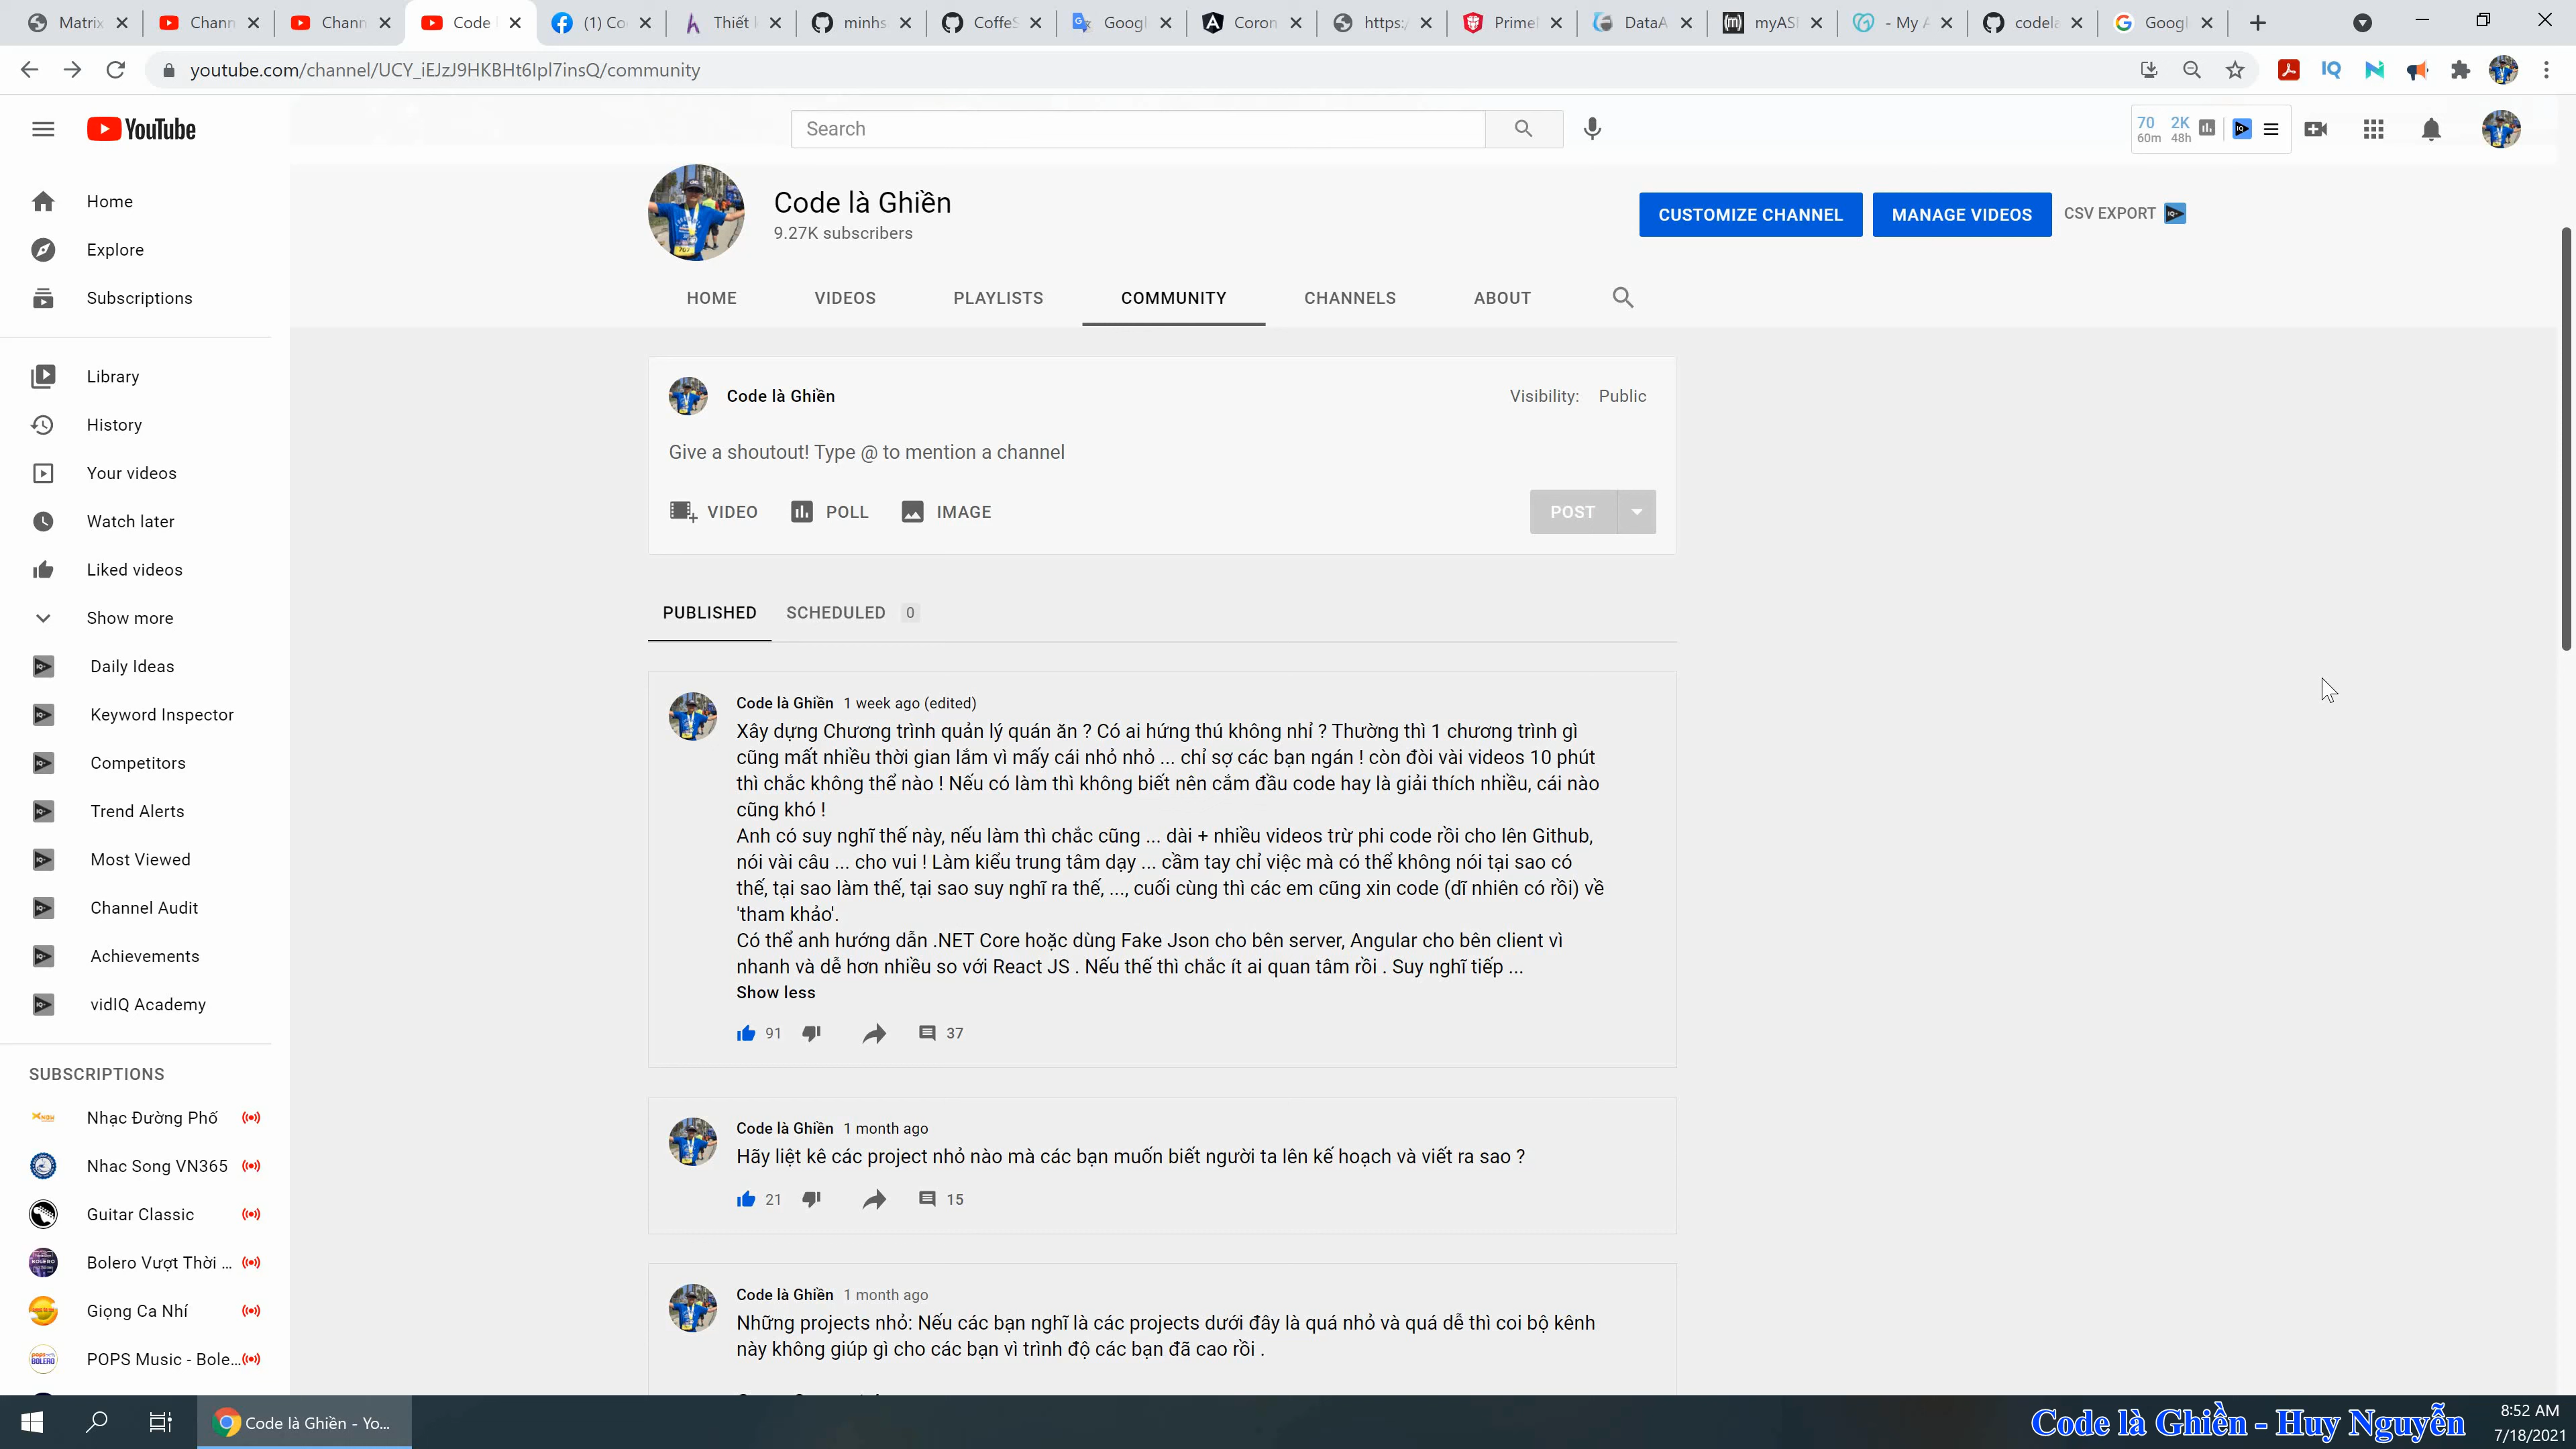 Matrix
Chann
Chann
Code
(1) Co
Thiết
minhs
CoffeS
Googl
Coron
https:
Prime
DataA
myASI
- My A
codela
Googl
youtube.com/channel/UCY_iEJzJ9HKBHt6Ipl7insQ/community
YouTube
Search
70
60m
2K
48h
Home
Explore
Subscriptions
Library
History
Your videos
Watch later
Liked videos
Show more
Daily Ideas
Keyword Inspector
Competitors
Trend Alerts
Most Viewed
Channel Audit
Achievements
vidIQ Academy
SUBSCRIPTIONS
Nhạc Đường Phố
Nhac Song VN365
Guitar Classic
Bolero Vượt Thời ...
Giọng Ca Nhí
POPS Music - Bole...
Code là Ghiền
9.27K subscribers
CUSTOMIZE CHANNEL
MANAGE VIDEOS
CSV EXPORT
HOME
VIDEOS
PLAYLISTS
COMMUNITY
CHANNELS
ABOUT
Code là Ghiền
Visibility: Public
Give a shoutout! Type @ to mention a channel
VIDEO
POLL
IMAGE
POST
PUBLISHED
SCHEDULED 0
Code là Ghiền 1 week ago (edited)
Xây dựng Chương trình quản lý quán ăn ? Có ai hứng thú không nhỉ ? Thường thì 1 chương trình gì
cũng mất nhiều thời gian lắm vì mấy cái nhỏ nhỏ ... chỉ sợ các bạn ngán ! còn đòi vài videos 10 phút
thì chắc không thể nào ! Nếu có làm thì không biết nên cắm đầu code hay là giải thích nhiều, cái nào
cũng khó !
Anh có suy nghĩ thế này, nếu làm thì chắc cũng ... dài + nhiều videos trừ phi code rồi cho lên Github,
nói vài câu ... cho vui ! Làm kiểu trung tâm dạy ... cầm tay chỉ việc mà có thể không nói tại sao có
thế, tại sao làm thế, tại sao suy nghĩ ra thế, ..., cuối cùng thì các em cũng xin code (dĩ nhiên có rồi) về
'tham khảo'.
Có thể anh hướng dẫn .NET Core hoặc dùng Fake Json cho bên server, Angular cho bên client vì
nhanh và dễ hơn nhiều so với React JS . Nếu thế thì chắc ít ai quan tâm rồi . Suy nghĩ tiếp ...
Show less
91
37
Code là Ghiền 1 month ago
Hãy liệt kê các project nhỏ nào mà các bạn muốn biết người ta lên kế hoạch và viết ra sao ?
21
15
Code là Ghiền 1 month ago
Những projects nhỏ: Nếu các bạn nghĩ là các projects dưới đây là quá nhỏ và quá dễ thì coi bộ kênh
này không giúp gì cho các bạn vì trình độ các bạn đã cao rồi .
Code là Ghiền - Yo...
Code là Ghiền - Huy Nguyễn
8:52 AM
7/18/2021